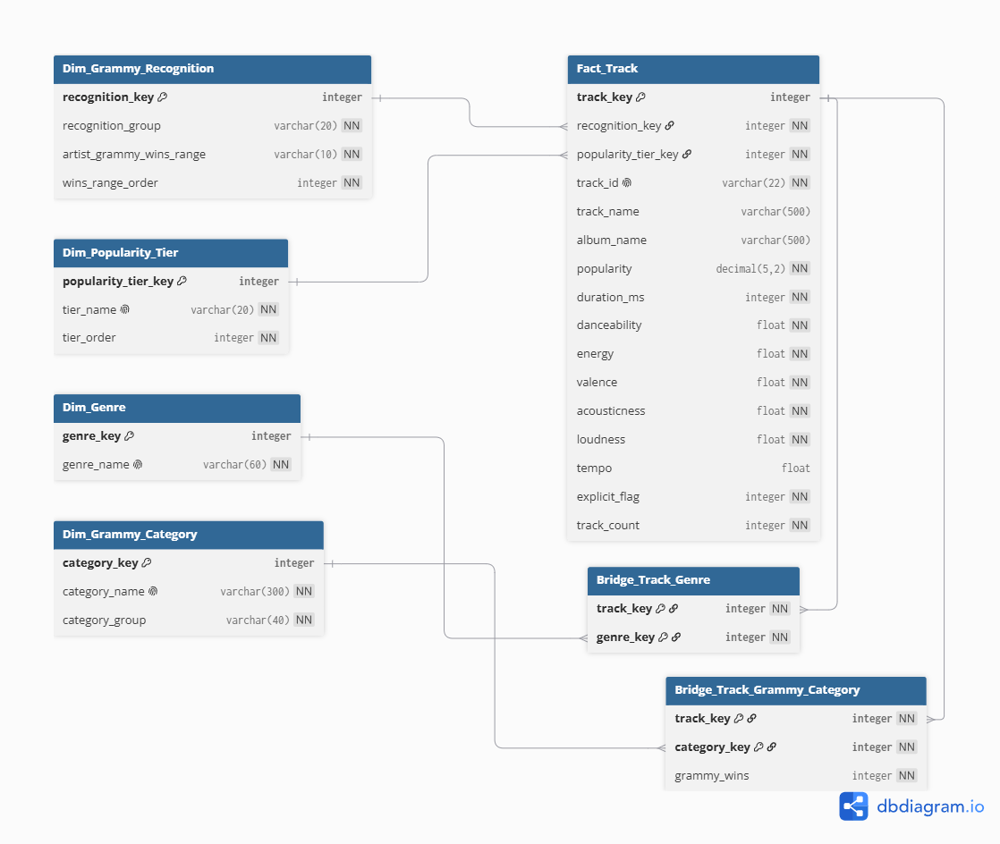 Dim_Grammy_Recognition
recognition_key integer
recognition_group varchar(20) NN
artist_grammy_wins_range varchar(10) NN
wins_range_order integer NN
Dim_Popularity_Tier
popularity_tier_key integer
tier_name varchar(20) NN
tier_order integer NN
Dim_Genre
genre_key integer
genre_name varchar(60) NN
Dim_Grammy_Category
category_key integer
category_name varchar(300) NN
category_group varchar(40) NN
Fact_Track
track_key integer
recognition_key integer NN
popularity_tier_key integer NN
track_id varchar(22) NN
track_name varchar(500)
album_name varchar(500)
popularity decimal(5,2) NN
duration_ms integer NN
danceability float NN
energy float NN
valence float NN
acousticness float NN
loudness float NN
tempo float
explicit_flag integer NN
track_count integer NN
Bridge_Track_Genre
track_key integer NN
genre_key integer NN
Bridge_Track_Grammy_Category
track_key integer NN
category_key integer NN
grammy_wins integer NN
dbdiagram.io